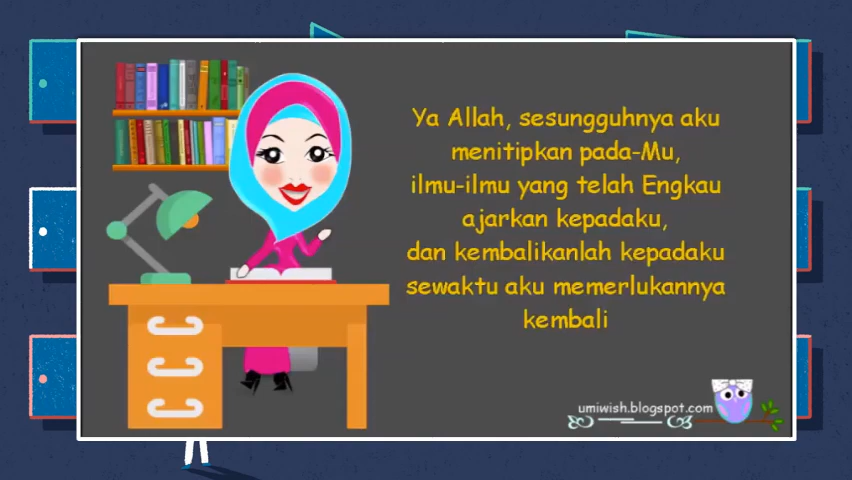 Ya Allah, sesungguhnya aku
menitipkan pada-Mu,
ilmu-ilmu yang telah Engkau
ajarkan kepadaku,
dan kembalikanlah kepadaku
sewaktu aku memerlukannya
kembali
umiwish.blogspot.com